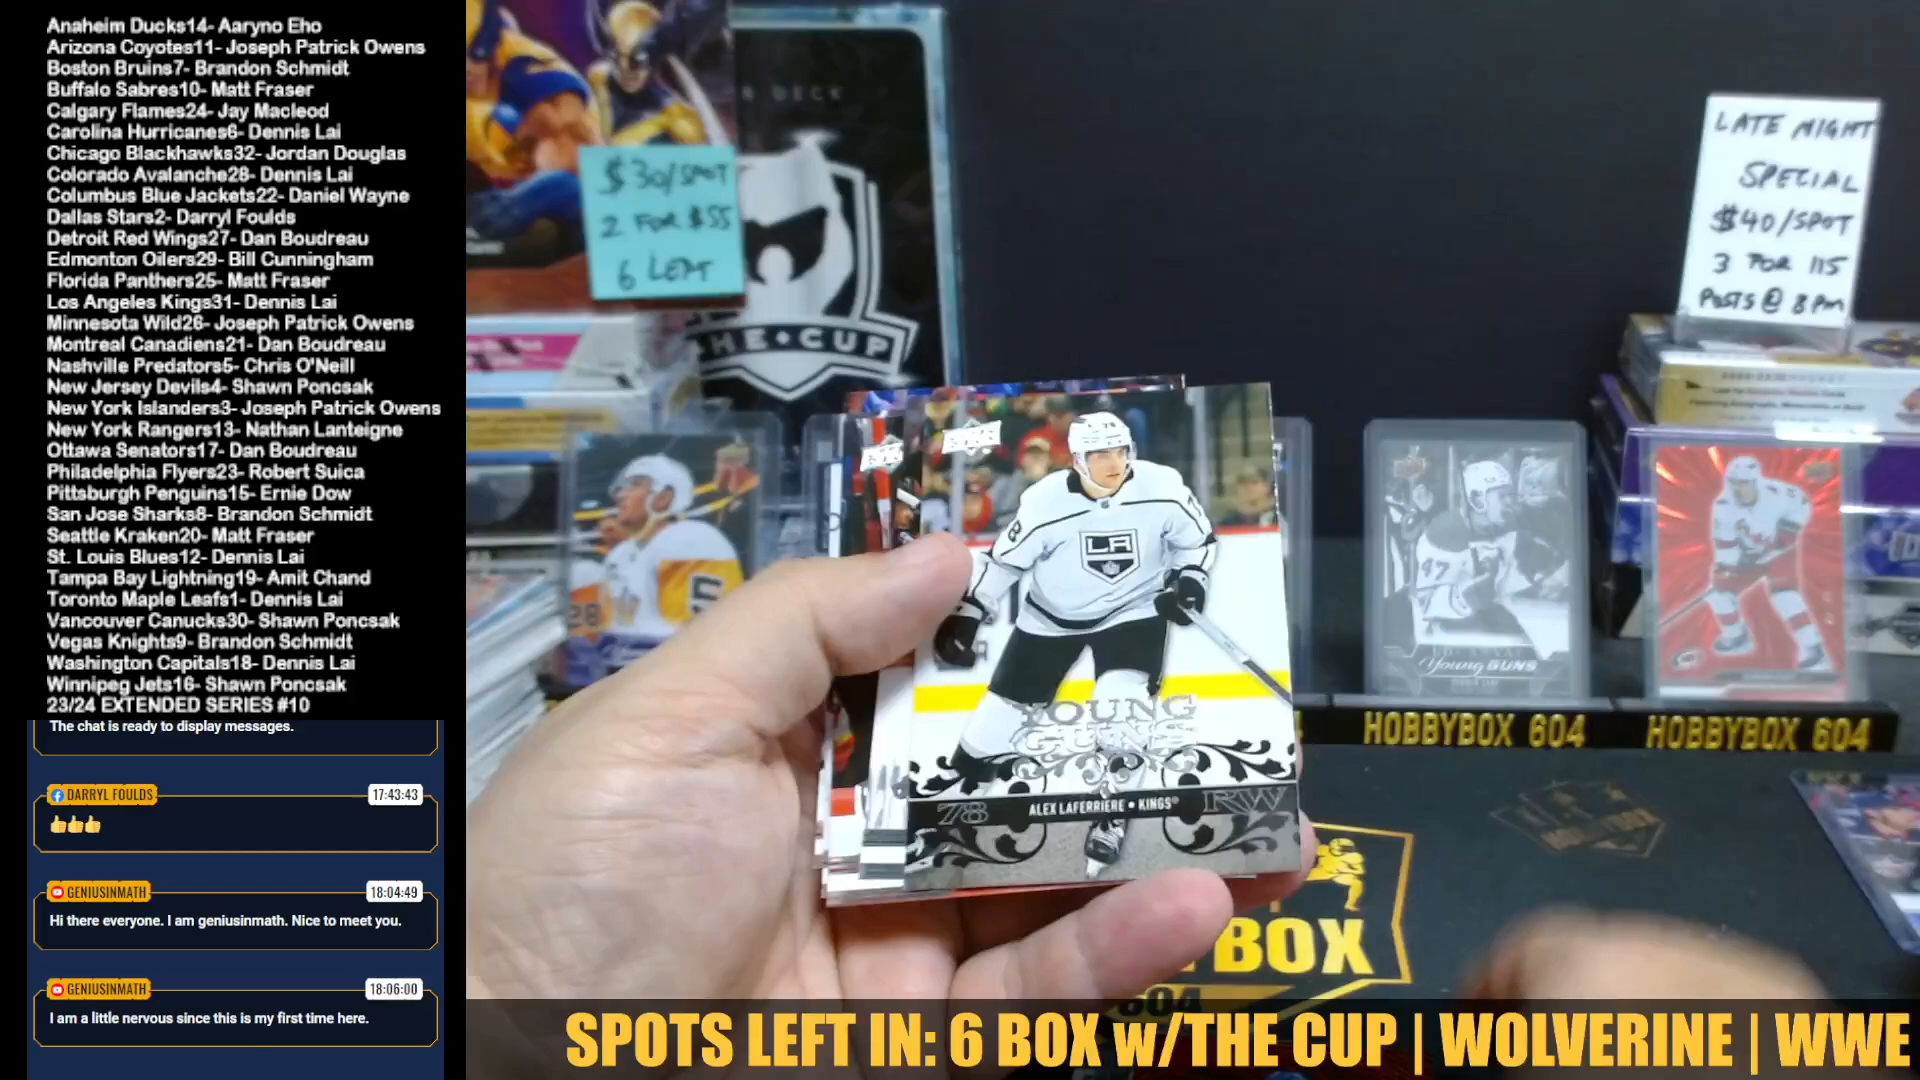 Anaheim Ducks14- Aaryno Eho
Arizona Coyotes11- Joseph Patrick Owens
Boston Bruins7- Brandon Schmidt
Buffalo Sabres10- Matt Fraser
Calgary Flames24- Jay Macleod
Carolina Hurricanes6- Dennis Lai
Chicago Blackhawks32- Jordan Douglas
Colorado Avalanche28- Dennis Lai
Columbus Blue Jackets22- Daniel Wayne
Dallas Stars2- Darryl Foulds
Detroit Red Wings27- Dan Boudreau
Edmonton Oilers29- Bill Cunningham
Florida Panthers25- Matt Fraser
Los Angeles Kings31- Dennis Lai
Minnesota Wild26- Joseph Patrick Owens
Montreal Canadiens21- Dan Boudreau
Nashville Predators5- Chris O'Neill
New Jersey Devils4- Shawn Poncsak
New York Islanders3- Joseph Patrick Owens
New York Rangers13- Nathan Lanteigne
Ottawa Senators17- Dan Boudreau
Philadelphia Flyers23- Robert Suica
Pittsburgh Penguins15- Ernie Dow
San Jose Sharks8- Brandon Schmidt
Seattle Kraken20- Matt Fraser
St. Louis Blues12- Dennis Lai
Tampa Bay Lightning19- Amit Chand
Toronto Maple Leafs1- Dennis Lai
Vancouver Canucks30- Shawn Poncsak
Vegas Knights9- Brandon Schmidt
Washington Capitals18- Dennis Lai
Winnipeg Jets16- Shawn Poncsak
23/24 EXTENDED SERIES #10
The chat is ready to display messages.
DARRYL FOULDS 17:43:43
👍👍👍
GENIUSINMATH 18:04:49
Hi there everyone. I am geniusinmath. Nice to meet you.
GENIUSINMATH 18:06:00
I am a little nervous since this is my first time here.
$30/SPOT
2 FOR $55
6 LEFT
DECK
THE • CUP
LATE NIGHT
SPECIAL
$40/SPOT
3 FOR 115
POSTS @ 8PM
LA
YOUNG
GUNS
78 ALEX LAFERRIERE • KINGS RW
47
Young GUNS
HOBBYBOX 604
HOBBYBOX 604
BOX
604
SPOTS LEFT IN: 6 BOX w/THE CUP | WOLVERINE | WWE